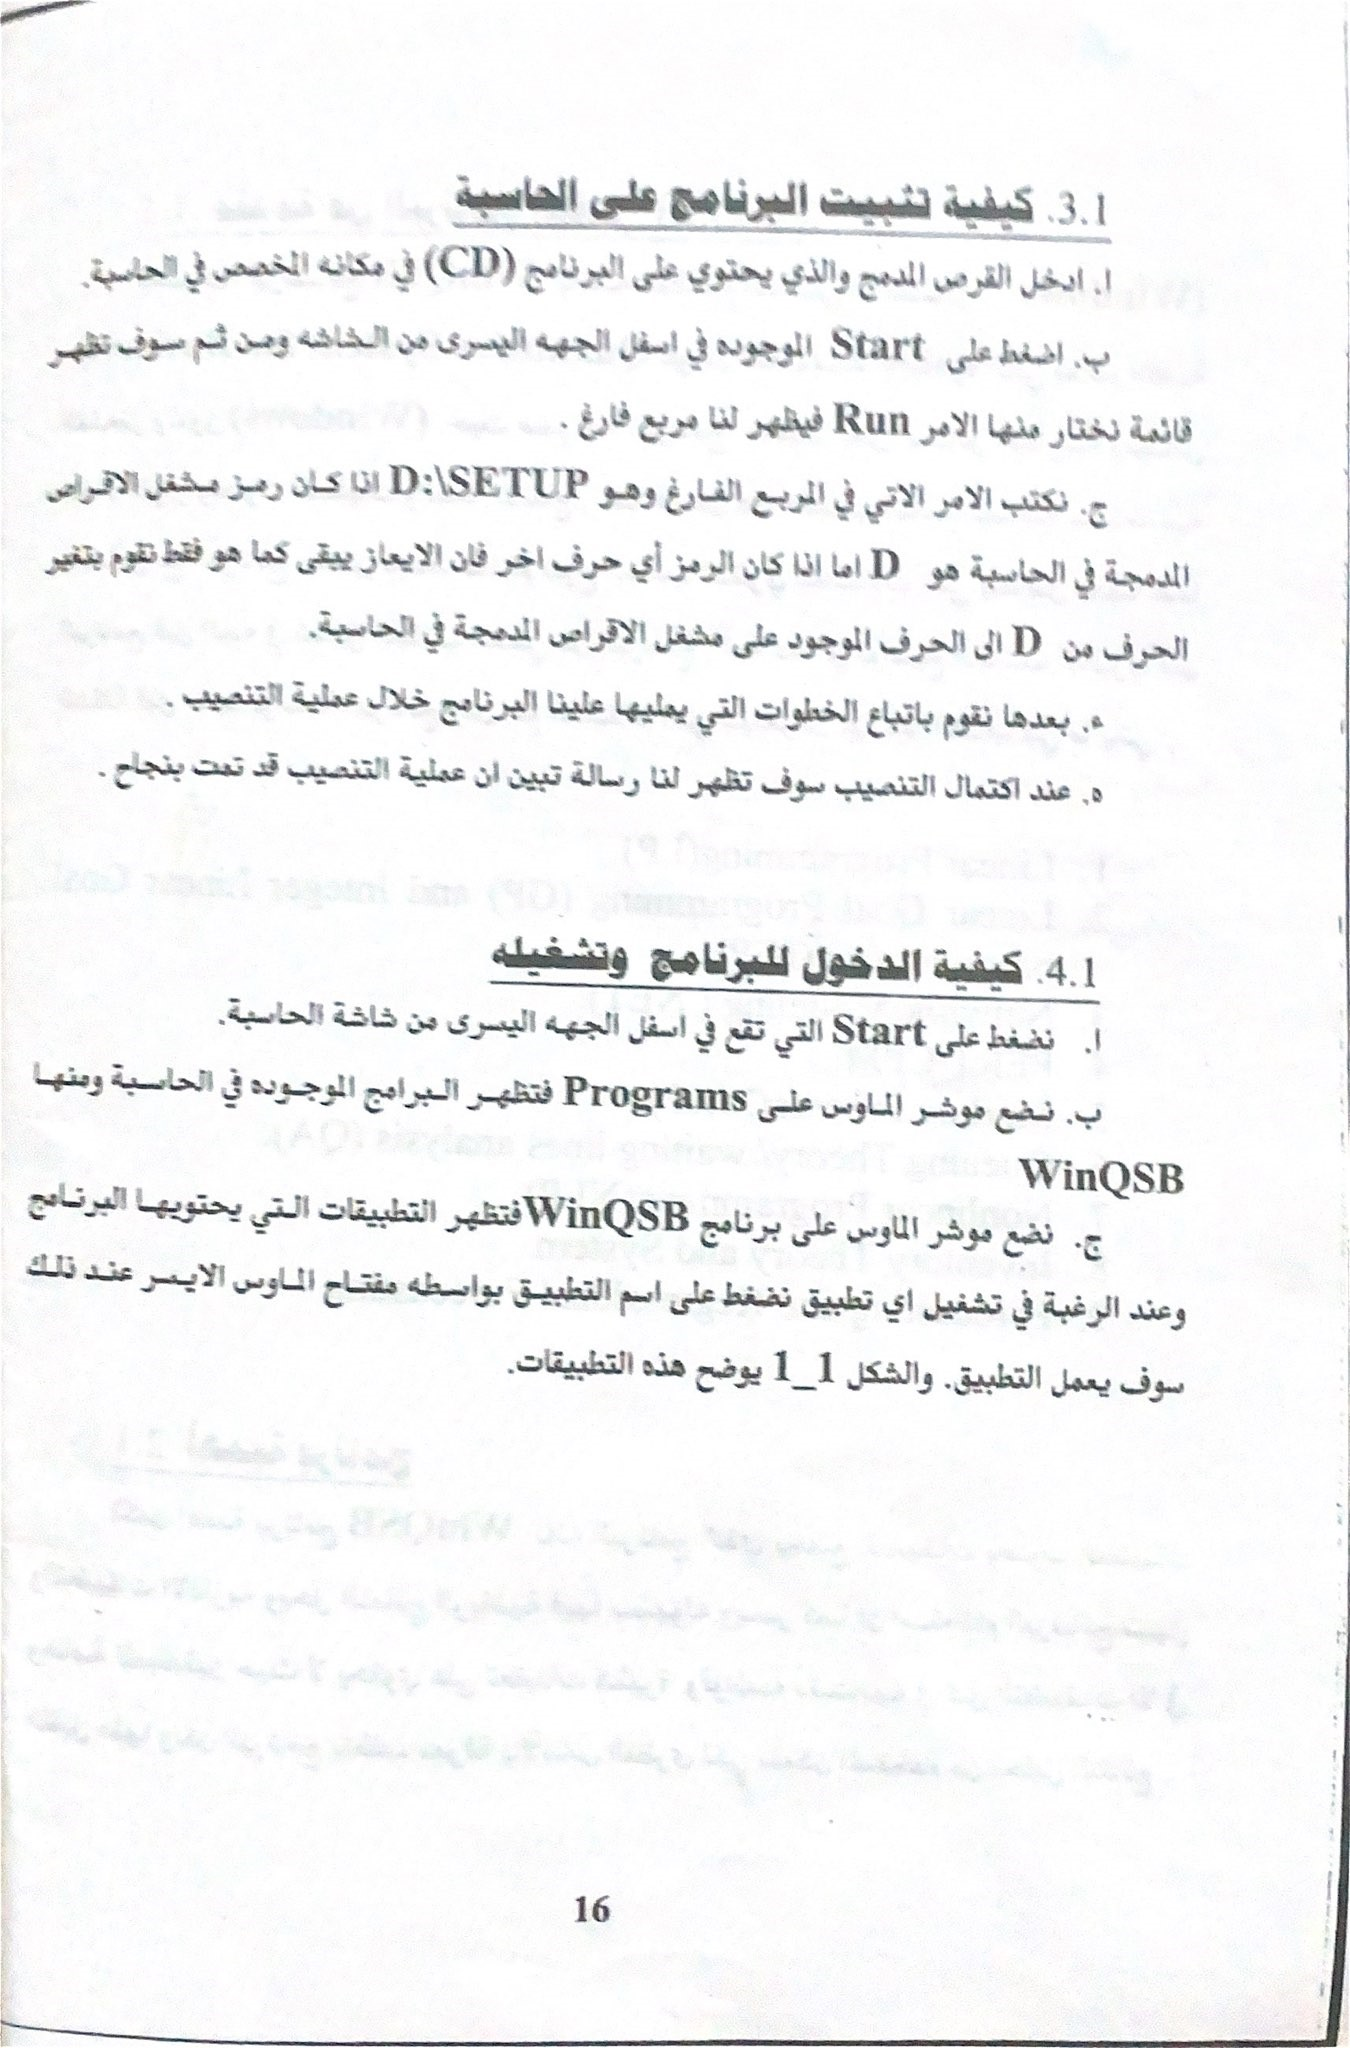 3.1. كيفية تثبيت البرنامج على الحاسبة
ا. ادخل القرص المدمج والذي يحتوي على البرنامج (CD) في مكانه المخصص في الحاسبة.
ب. اضغط على Start الموجوده في اسفل الجهه اليسرى من الشاشه ومن ثم سوف تظهر
قائمة نختار منها الامر Run فيظهر لنا مربع فارغ .
ج. نكتب الامر الاتي في المربع الفارغ وهو D:\SETUP اذا كان رمز مشغل الاقراص
المدمجة في الحاسبة هو D اما اذا كان الرمز أي حرف اخر فان الايعاز يبقى كما هو فقط نقوم بتغير
الحرف من D الى الحرف الموجود على مشغل الاقراص المدمجة في الحاسبة.
ء. بعدها نقوم باتباع الخطوات التي يمليها علينا البرنامج خلال عملية التنصيب .
ه. عند اكتمال التنصيب سوف تظهر لنا رسالة تبين ان عملية التنصيب قد تمت بنجاح .
4.1. كيفية الدخول للبرنامج وتشغيله
ا. نضغط على Start التي تقع في اسفل الجهه اليسرى من شاشة الحاسبة.
ب. نضع موشر الماوس على Programs فتظهر البرامج الموجوده في الحاسبة ومنها
WinQSB
ج. نضع موشر الماوس على برنامج WinQSB فتظهر التطبيقات التي يحتويها البرنامج
وعند الرغبة في تشغيل اي تطبيق نضغط على اسم التطبيق بواسطه مفتاح الماوس الايسر عند ذلك
سوف يعمل التطبيق. والشكل 1_1 يوضح هذه التطبيقات.
16